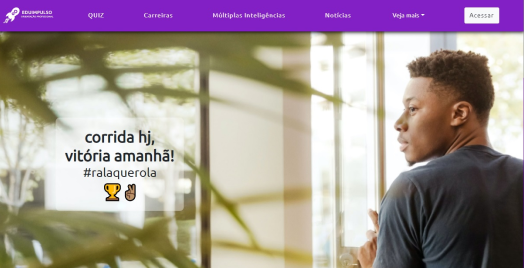 EDUIMPULSO
ORIENTAÇÃO PROFISSIONAL
QUIZ
Carreiras
Múltiplas Inteligências
Notícias
Veja mais
Acessar
corrida hj,
vitória amanhã!
#ralaquerola